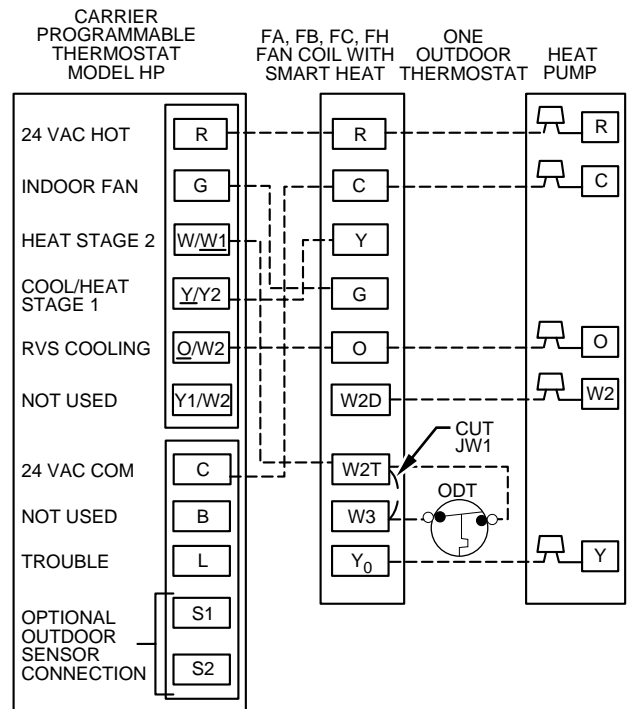 CARRIER
PROGRAMMABLE
THERMOSTAT
MODEL HP
FA, FB, FC, FH
FAN COIL WITH
SMART HEAT
ONE
OUTDOOR
THERMOSTAT
HEAT
PUMP
24 VAC HOT R R R
INDOOR FAN G C C
HEAT STAGE 2 W/W1 Y
COOL/HEAT
STAGE 1
Y/Y2 G
RVS COOLING O/W2 O O
NOT USED Y1/W2 W2D W2
CUT
JW1
24 VAC COM C W2T
ODT
NOT USED B W3
TROUBLE L Y0 Y
OPTIONAL
OUTDOOR
SENSOR
CONNECTION
S1
S2